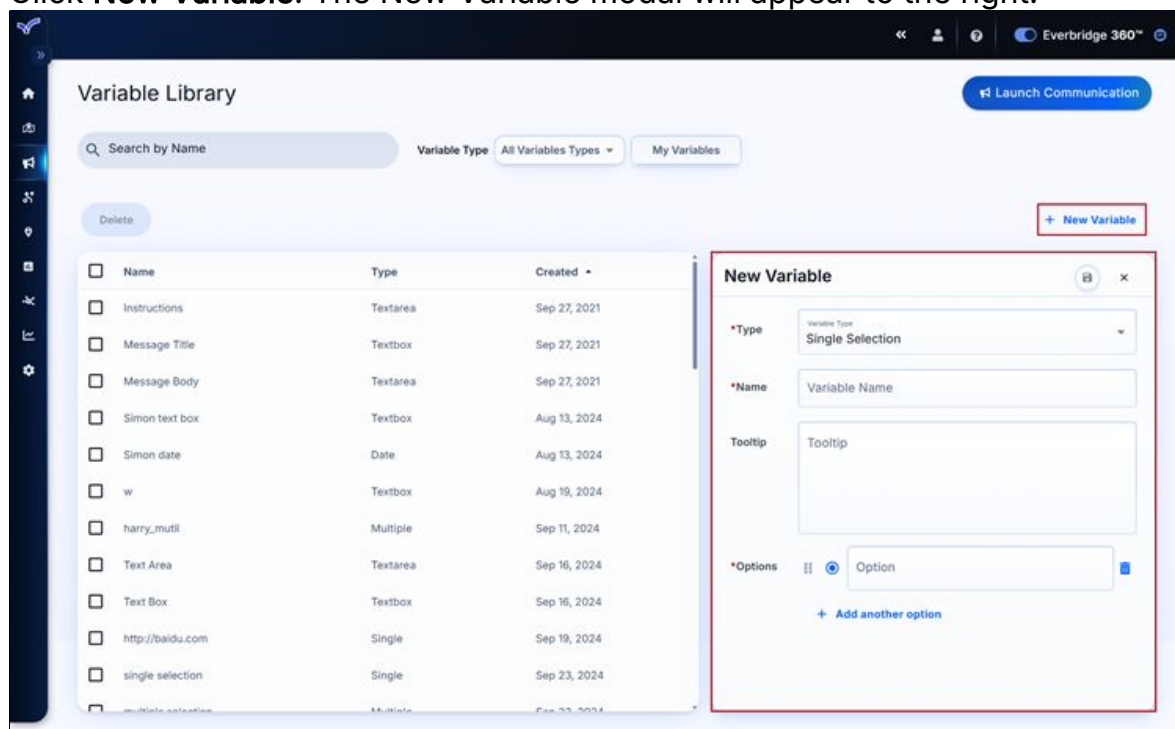 Click New Variable. The New Variable modal will appear to the right.
Everbridge 360™
Variable Library
Launch Communication
Search by Name
Variable Type
All Variables Types
My Variables
Delete
+ New Variable
Name Type Created
Instructions Textarea Sep 27, 2021
Message Title Textbox Sep 27, 2021
Message Body Textarea Sep 27, 2021
Simon text box Textbox Aug 13, 2024
Simon date Date Aug 13, 2024
w Textbox Aug 19, 2024
harry_mutil Multiple Sep 11, 2024
Text Area Textarea Sep 16, 2024
Text Box Textbox Sep 16, 2024
http://baidu.com Single Sep 19, 2024
single selection Single Sep 23, 2024
multiple selection Multiple Sep 23, 2024
New Variable
*Type
Variable Type
Single Selection
*Name
Variable Name
Tooltip
Tooltip
*Options
Option
+ Add another option